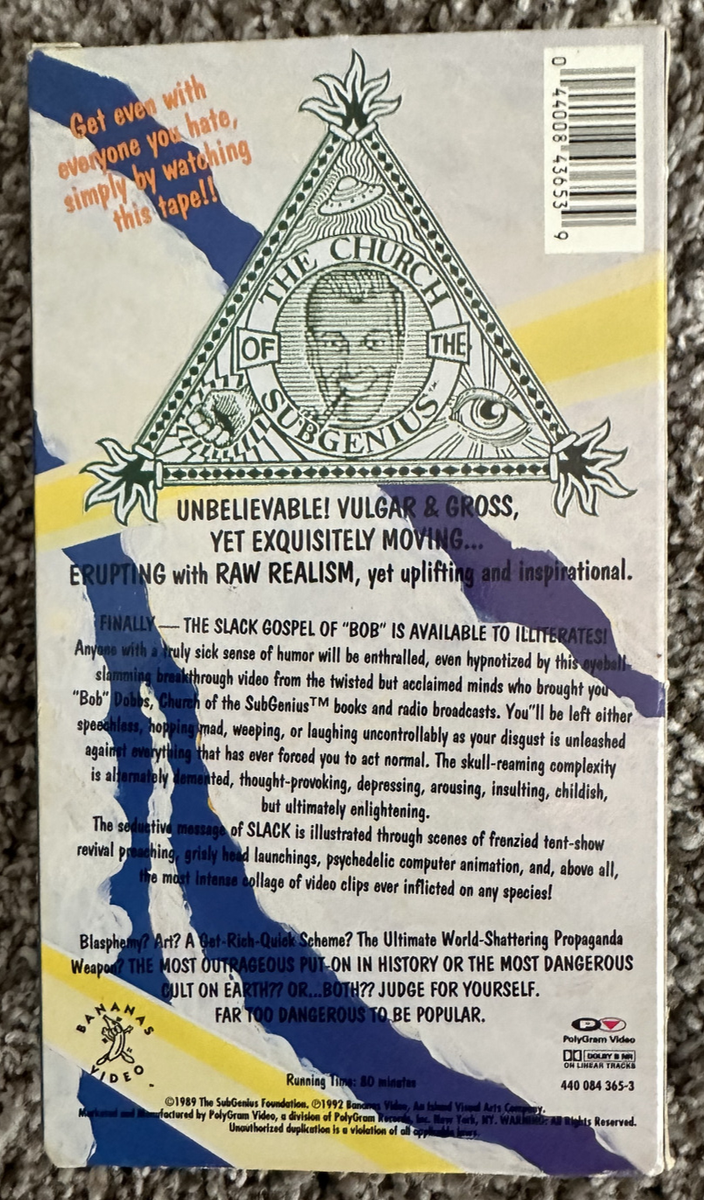 Get even with
everyone you hate,
simply by watching
this tape!!
0 44008 43653 9
THE CHURCH
OF THE
SUBGENIUS™
UNBELIEVABLE! VULGAR & GROSS,
YET EXQUISITELY MOVING...
ERUPTING with RAW REALISM, yet uplifting and inspirational.
FINALLY — THE SLACK GOSPEL OF "BOB" IS AVAILABLE TO ILLITERATES!
Anyone with a truly sick sense of humor will be enthralled, even hypnotized by this eyeball-
slamming breakthrough video from the twisted but acclaimed minds who brought you
"Bob" Dobbs, Church of the SubGenius™ books and radio broadcasts. You"ll be left either
speechless, hopping mad, weeping, or laughing uncontrollably as your disgust is unleashed
against everything that has ever forced you to act normal. The skull-reaming complexity
is alternately demented, thought-provoking, depressing, arousing, insulting, childish,
but ultimately enlightening.
The seductive message of SLACK is illustrated through scenes of frenzied tent-show
revival preaching, grisly head launchings, psychedelic computer animation, and, above all,
the most intense collage of video clips ever inflicted on any species!
Blasphemy? Art? A Get-Rich-Quick Scheme? The Ultimate World-Shattering Propaganda
Weapon? THE MOST OUTRAGEOUS PUT-ON IN HISTORY OR THE MOST DANGEROUS
CULT ON EARTH?? OR...BOTH?? JUDGE FOR YOURSELF.
FAR TOO DANGEROUS TO BE POPULAR.
BANANAS
VIDEO
PolyGram Video
DOLBY B NR
ON LINEAR TRACKS
440 084 365-3
Running Time: 80 minutes
©1989 The SubGenius Foundation. ℗1992 Bananas Video, An Island Visual Arts Company.
Marketed and Manufactured by PolyGram Video, a division of PolyGram Records, Inc. New York, NY. WARNING: All Rights Reserved.
Unauthorized duplication is a violation of all applicable laws.